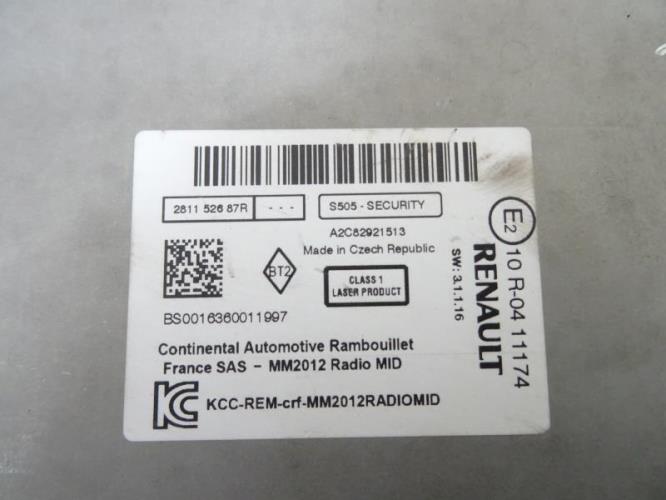 2811 526 87R - - -
S505 - SECURITY
A2C82921513
Made in Czech Republic
BT2
CLASS 1
LASER PRODUCT
BS0016360011997
Continental Automotive Rambouillet
France SAS - MM2012 Radio MID
KC KCC-REM-crf-MM2012RADIOMID
SW: 3.1.1.16
RENAULT
E2 10 R-04 11174